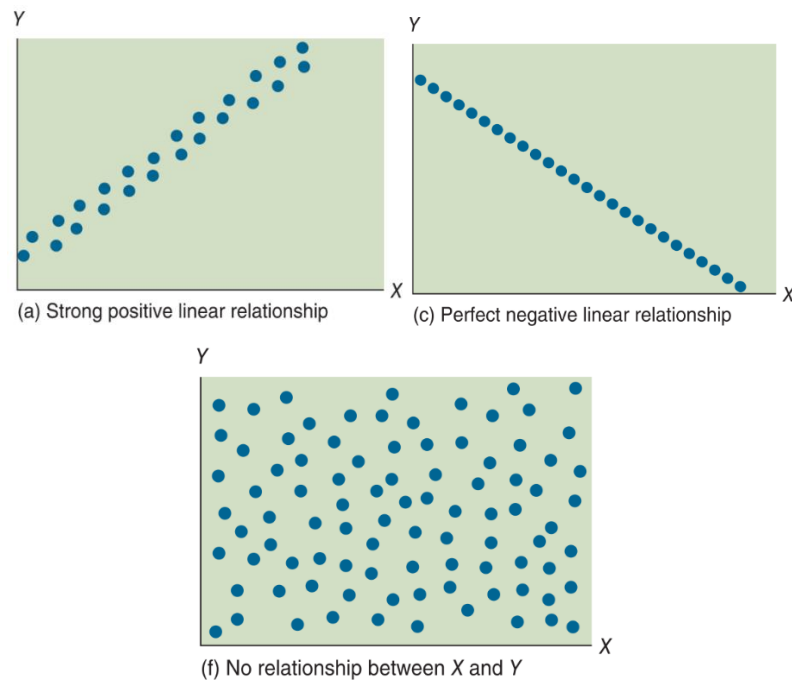 Y
X
(a) Strong positive linear relationship
Y
X
(c) Perfect negative linear relationship
Y
X
(f) No relationship between X and Y